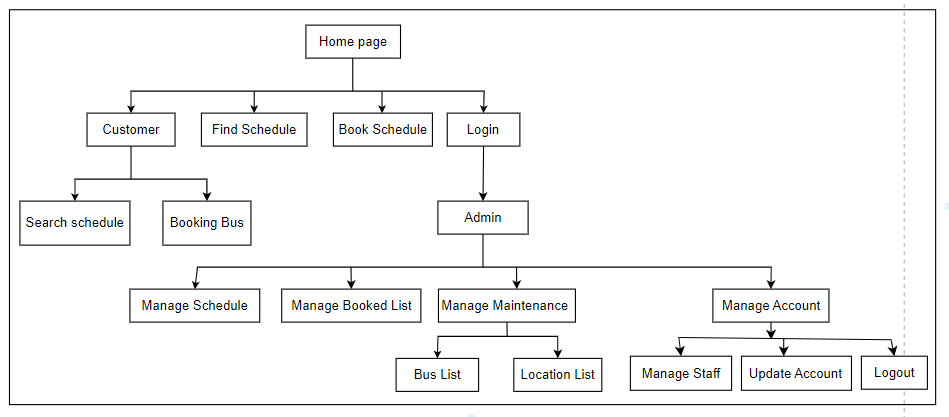 Home page
Customer
Find Schedule
Book Schedule
Login
Search schedule
Booking Bus
Admin
Manage Schedule
Manage Booked List
Manage Maintenance
Manage Account
Bus List
Location List
Manage Staff
Update Account
Logout